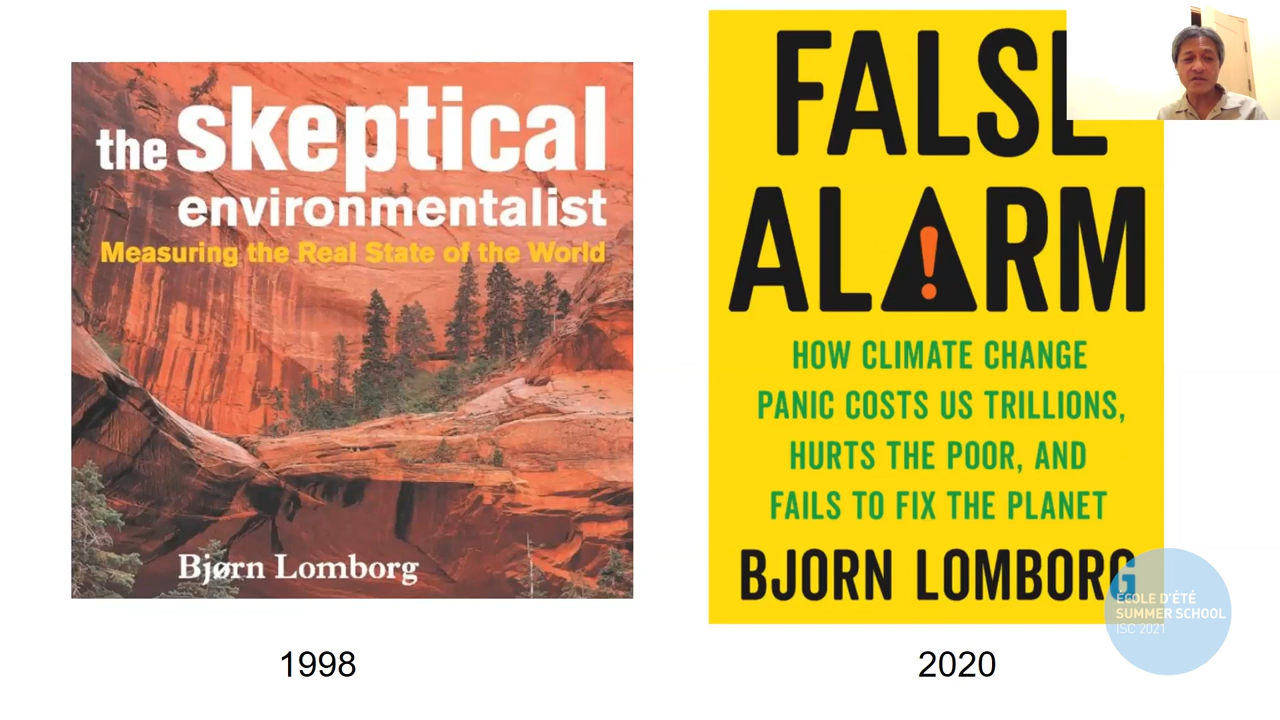 the skeptical
environmentalist
Measuring the Real State of the World
Bjørn Lomborg
1998
FALSE
ALARM
HOW CLIMATE CHANGE
PANIC COSTS US TRILLIONS,
HURTS THE POOR, AND
FAILS TO FIX THE PLANET
BJORN LOMBORG
2020
ÉCOLE D'ÉTÉ
SUMMER SCHOOL
ISC 2021